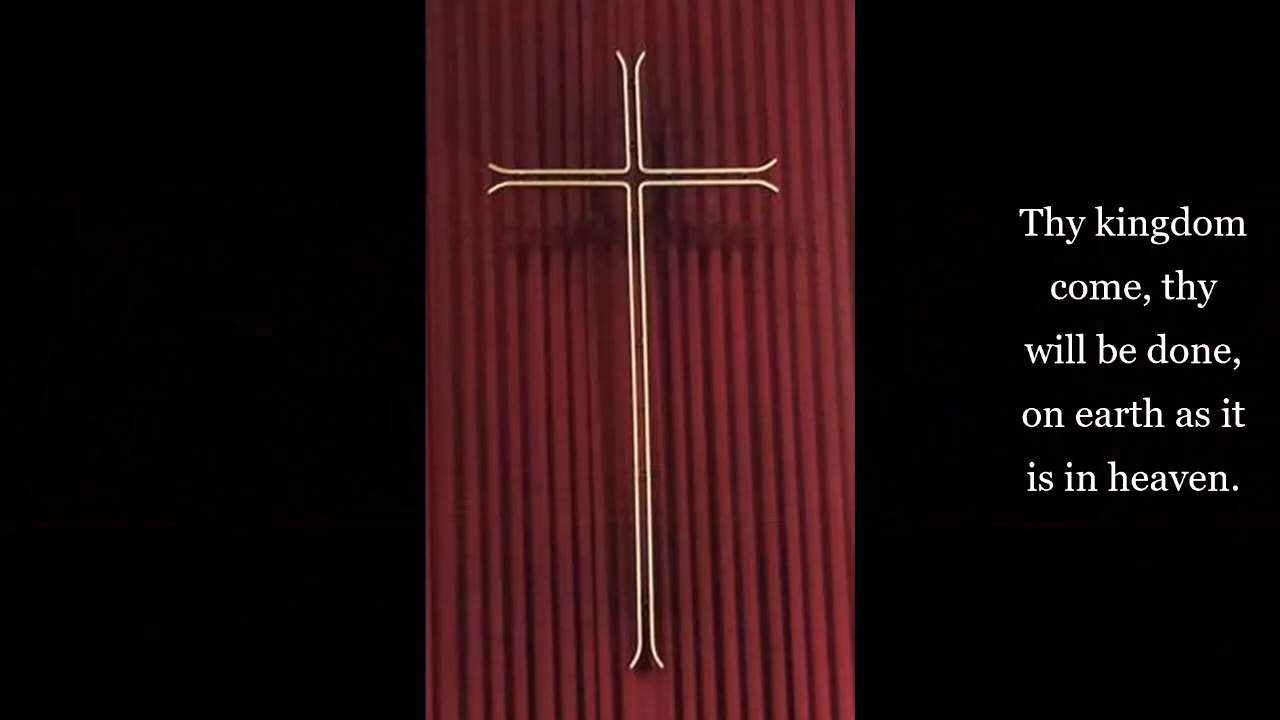 Thy kingdom
come, thy
will be done,
on earth as it
is in heaven.